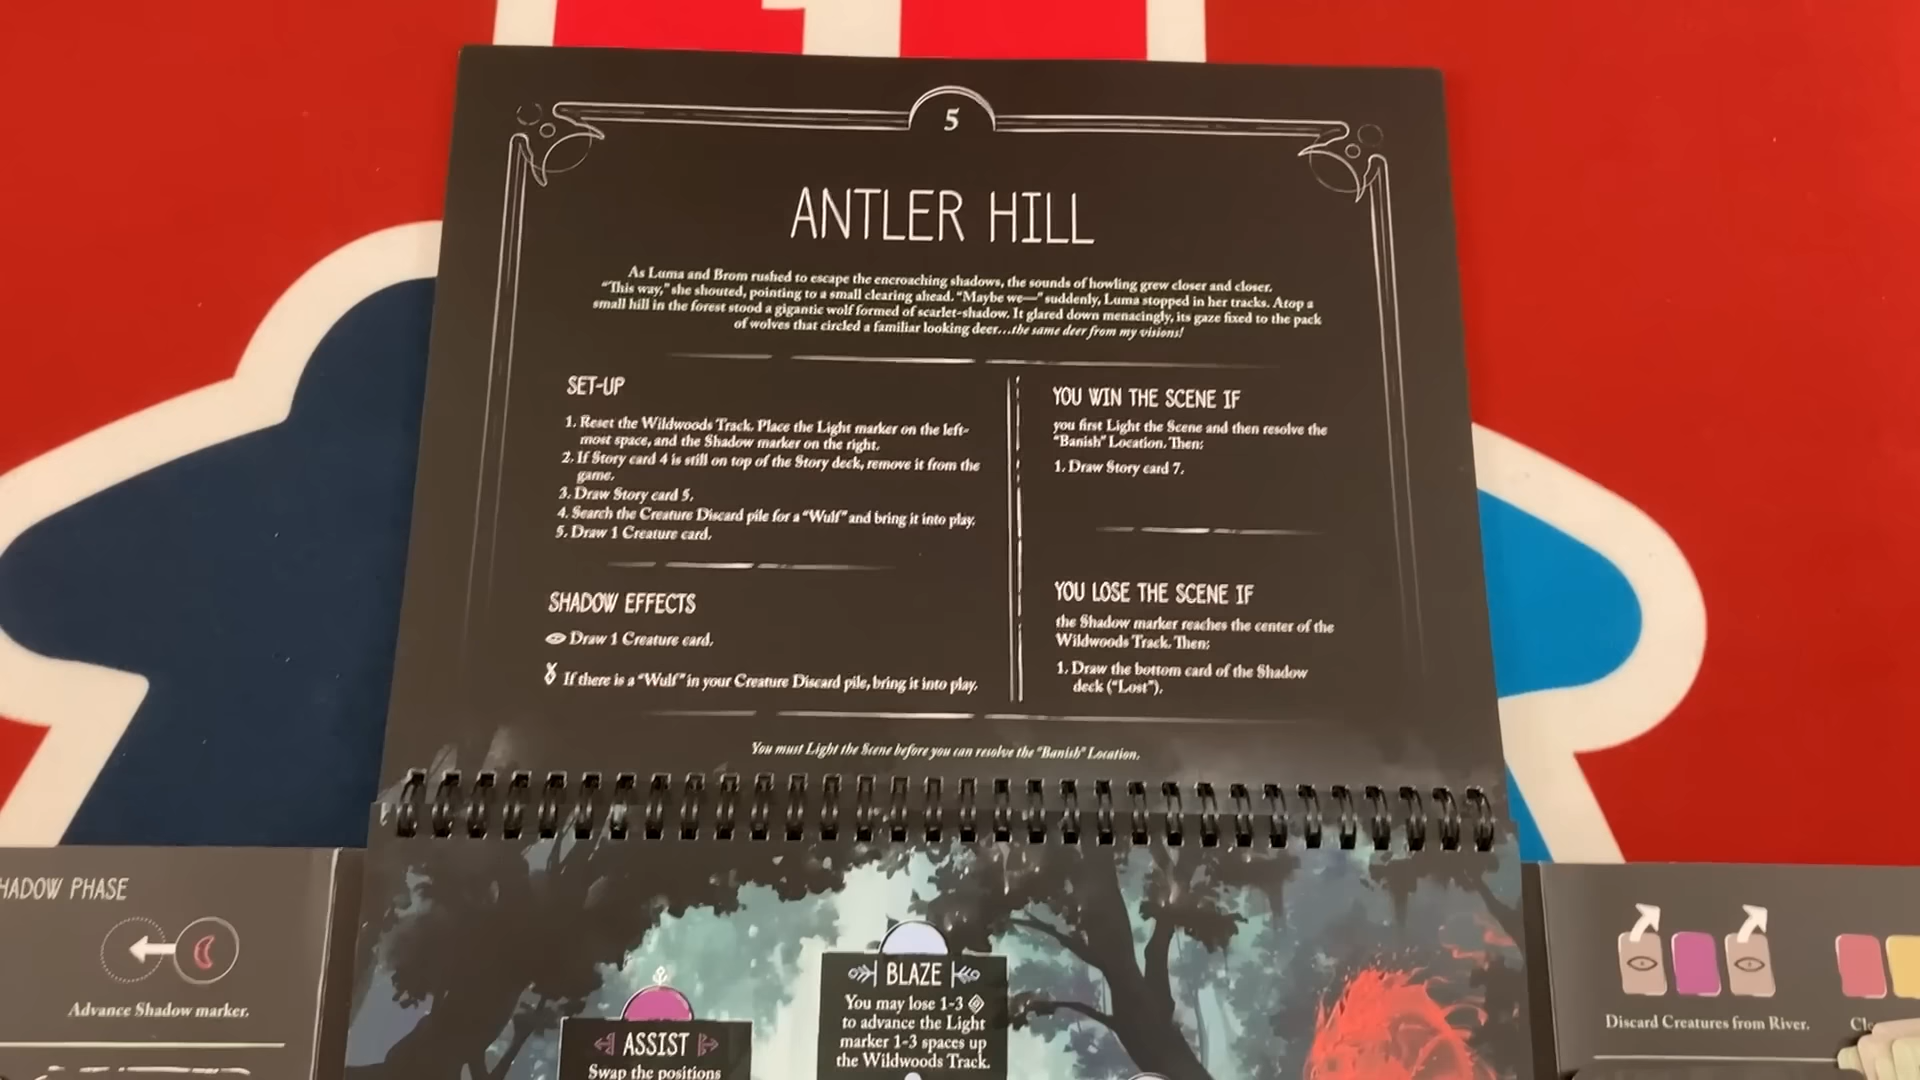 5
ANTLER HILL
As Luma and Brom rushed to escape the encroaching shadows, the sounds of howling grew closer and closer.
“This way,” she shouted, pointing to a small clearing ahead. “Maybe we—” suddenly, Luma stopped in her tracks. Atop a
small hill in the forest stood a gigantic wolf formed of scarlet-shadow. It glared down menacingly, its gaze fixed to the pack
of wolves that circled a familiar looking deer...the same deer from my visions!
SET-UP
1. Reset the Wildwoods Track. Place the Light marker on the left-
most space, and the Shadow marker on the right.
2. If Story card 4 is still on top of the Story deck, remove it from the
game.
3. Draw Story card 5.
4. Search the Creature Discard pile for a “Wulf” and bring it into play.
5. Draw 1 Creature card.
SHADOW EFFECTS
Draw 1 Creature card.
If there is a “Wulf” in your Creature Discard pile, bring it into play.
YOU WIN THE SCENE IF
you first Light the Scene and then resolve the
“Banish” Location. Then:
1. Draw Story card 7.
YOU LOSE THE SCENE IF
the Shadow marker reaches the center of the
Wildwoods Track. Then:
1. Draw the bottom card of the Shadow
deck (“Lost”).
You must Light the Scene before you can resolve the “Banish” Location.
HADOW PHASE
Advance Shadow marker.
ASSIST
Swap the positions
BLAZE
You may lose 1-3
to advance the Light
marker 1-3 spaces up
the Wildwoods Track.
Discard Creatures from River.